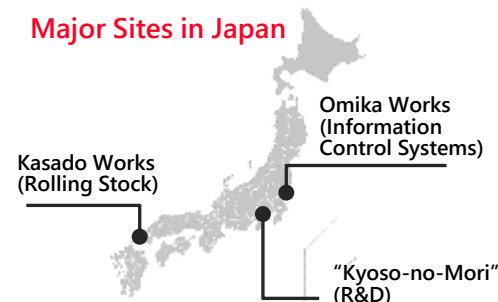 Major Sites in Japan
Omika Works
(Information
Control Systems)
Kasado Works
(Rolling Stock)
“Kyoso-no-Mori”
(R&D)